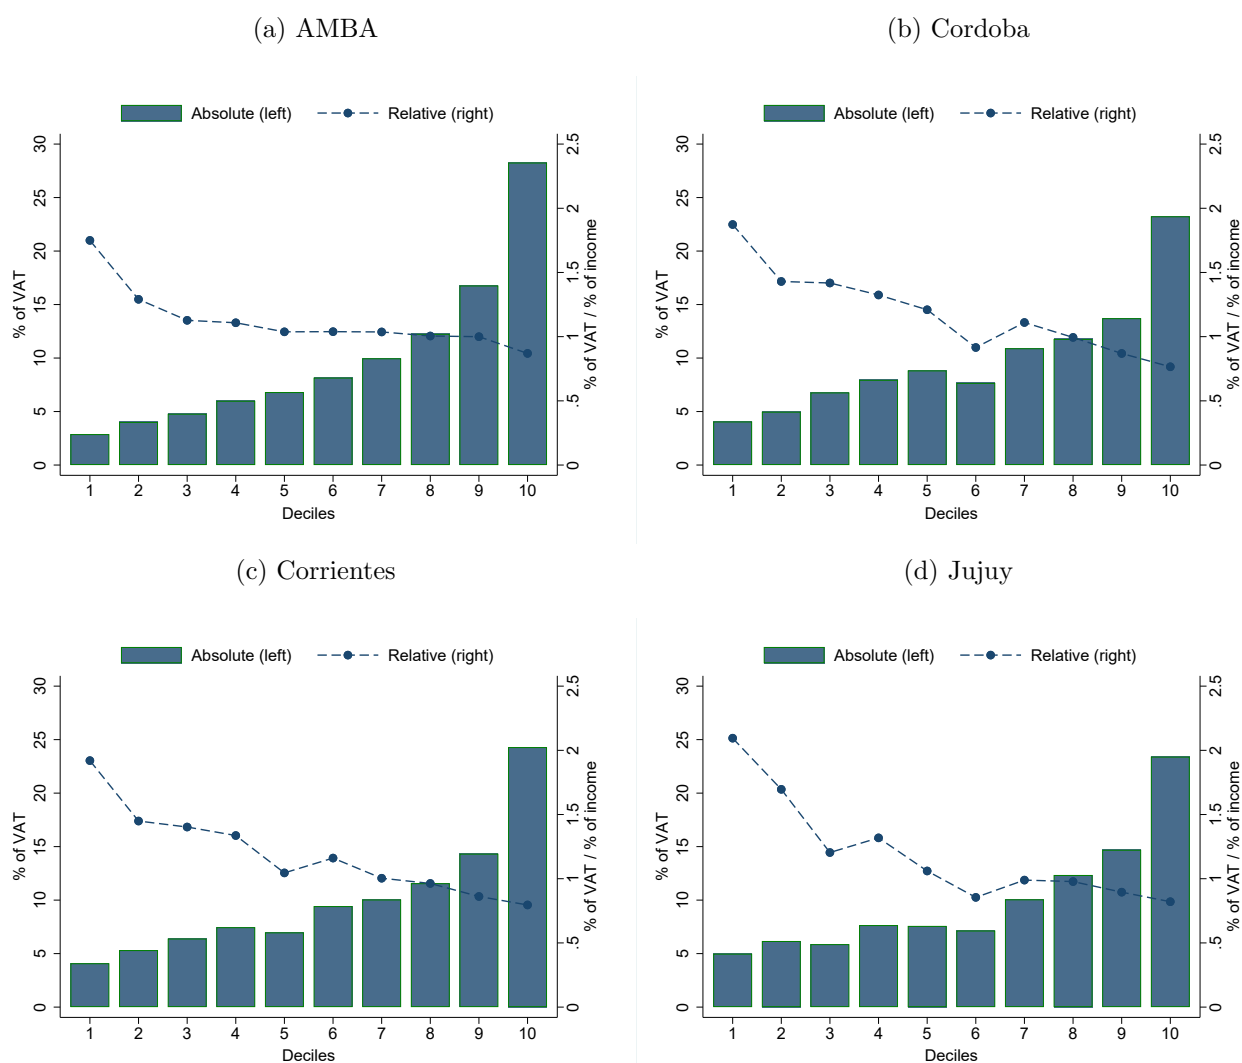 (a) AMBA
Absolute (left) Relative (right)
% of VAT
0 5 10 15 20 25 30
% of VAT / % of income
0 .5 1 1.5 2 2.5
1 2 3 4 5 6 7 8 9 10
Deciles
(b) Cordoba
Absolute (left) Relative (right)
% of VAT
0 5 10 15 20 25 30
% of VAT / % of income
0 .5 1 1.5 2 2.5
1 2 3 4 5 6 7 8 9 10
Deciles
(c) Corrientes
Absolute (left) Relative (right)
% of VAT
0 5 10 15 20 25 30
% of VAT / % of income
0 .5 1 1.5 2 2.5
1 2 3 4 5 6 7 8 9 10
Deciles
(d) Jujuy
Absolute (left) Relative (right)
% of VAT
0 5 10 15 20 25 30
% of VAT / % of income
0 .5 1 1.5 2 2.5
1 2 3 4 5 6 7 8 9 10
Deciles